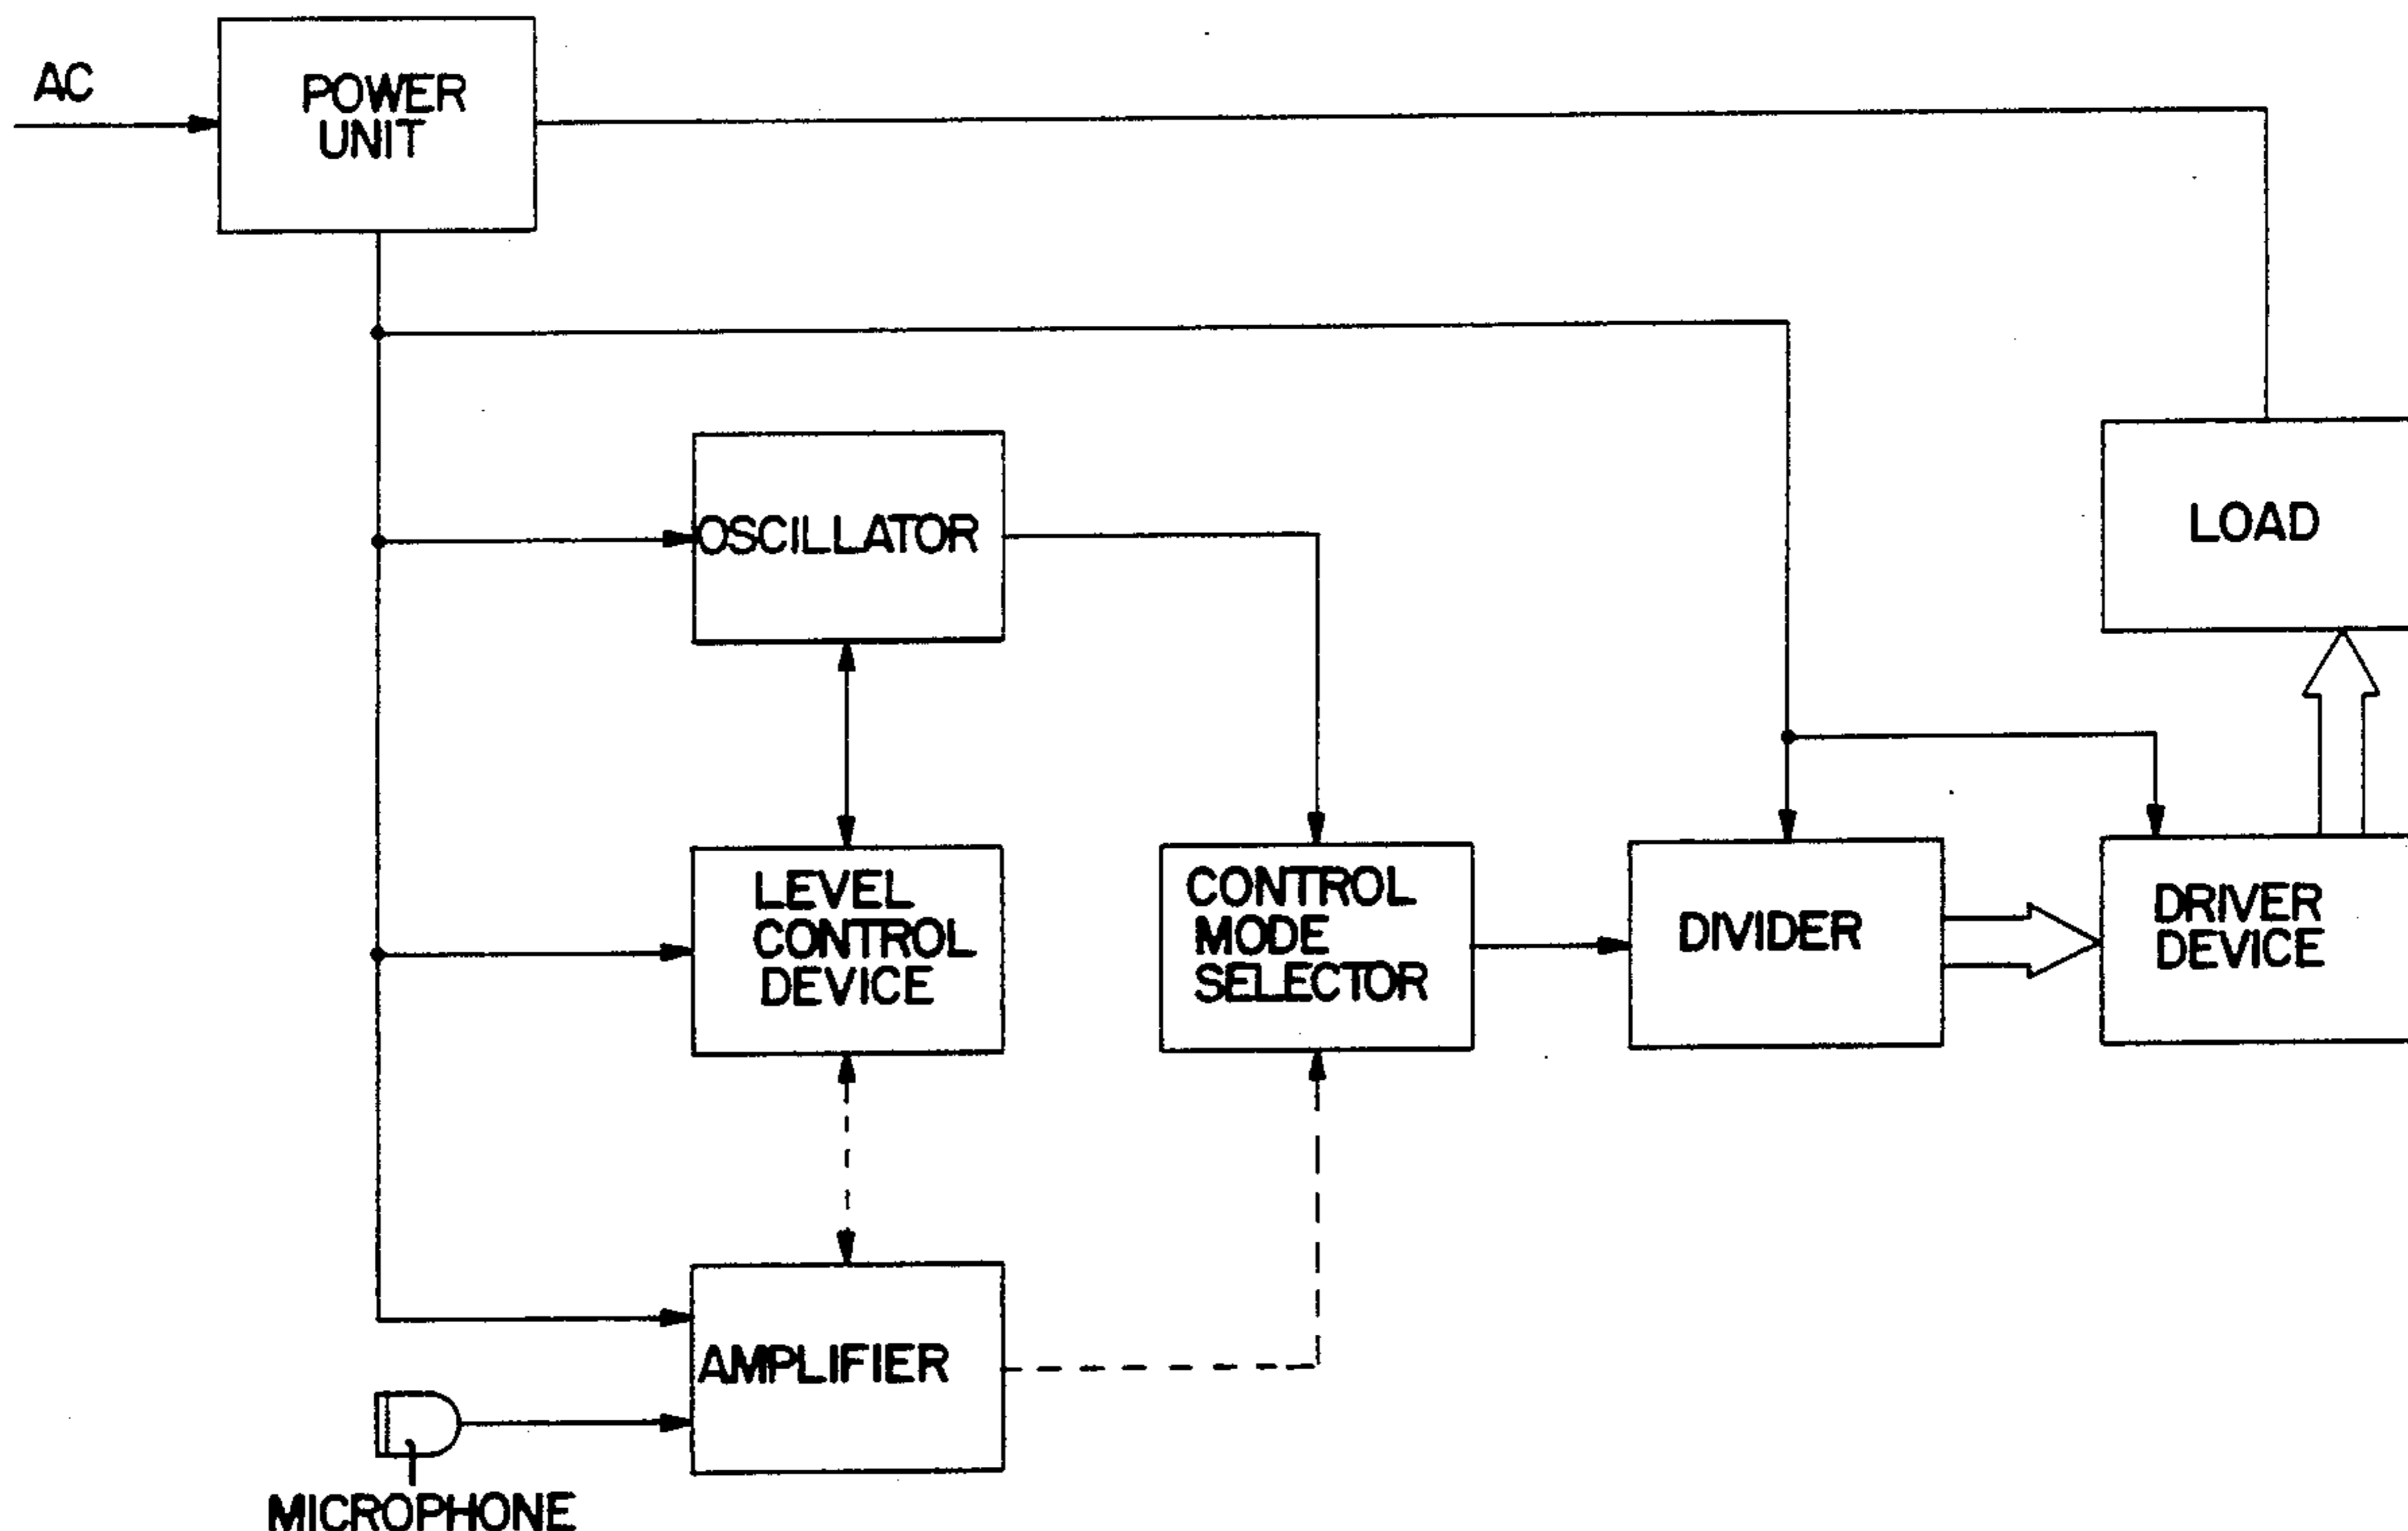 AC
POWER
UNIT
OSCILLATOR
LOAD
LEVEL
CONTROL
DEVICE
CONTROL
MODE
SELECTOR
DIVIDER
DRIVER
DEVICE
AMPLIFIER
MICROPHONE